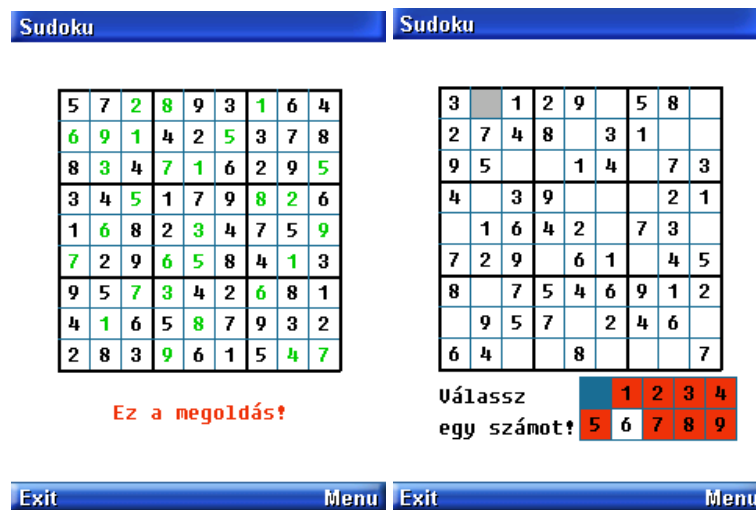 Sudoku
5 7 2 8 9 3 1 6 4
6 9 1 4 2 5 3 7 8
8 3 4 7 1 6 2 9 5
3 4 5 1 7 9 8 2 6
1 6 8 2 3 4 7 5 9
7 2 9 6 5 8 4 1 3
9 5 7 3 4 2 6 8 1
4 1 6 5 8 7 9 3 2
2 8 3 9 6 1 5 4 7
Ez a megoldás!
Exit Menu
Sudoku
3 1 2 9 5 8
2 7 4 8 3 1
9 5 1 4 7 3
4 3 9 2 1
1 6 4 2 7 3
7 2 9 6 1 4 5
8 7 5 4 6 9 1 2
9 5 7 2 4 6
6 4 8 7
Válassz 1 2 3 4
egy számot! 5 6 7 8 9
Exit Menu